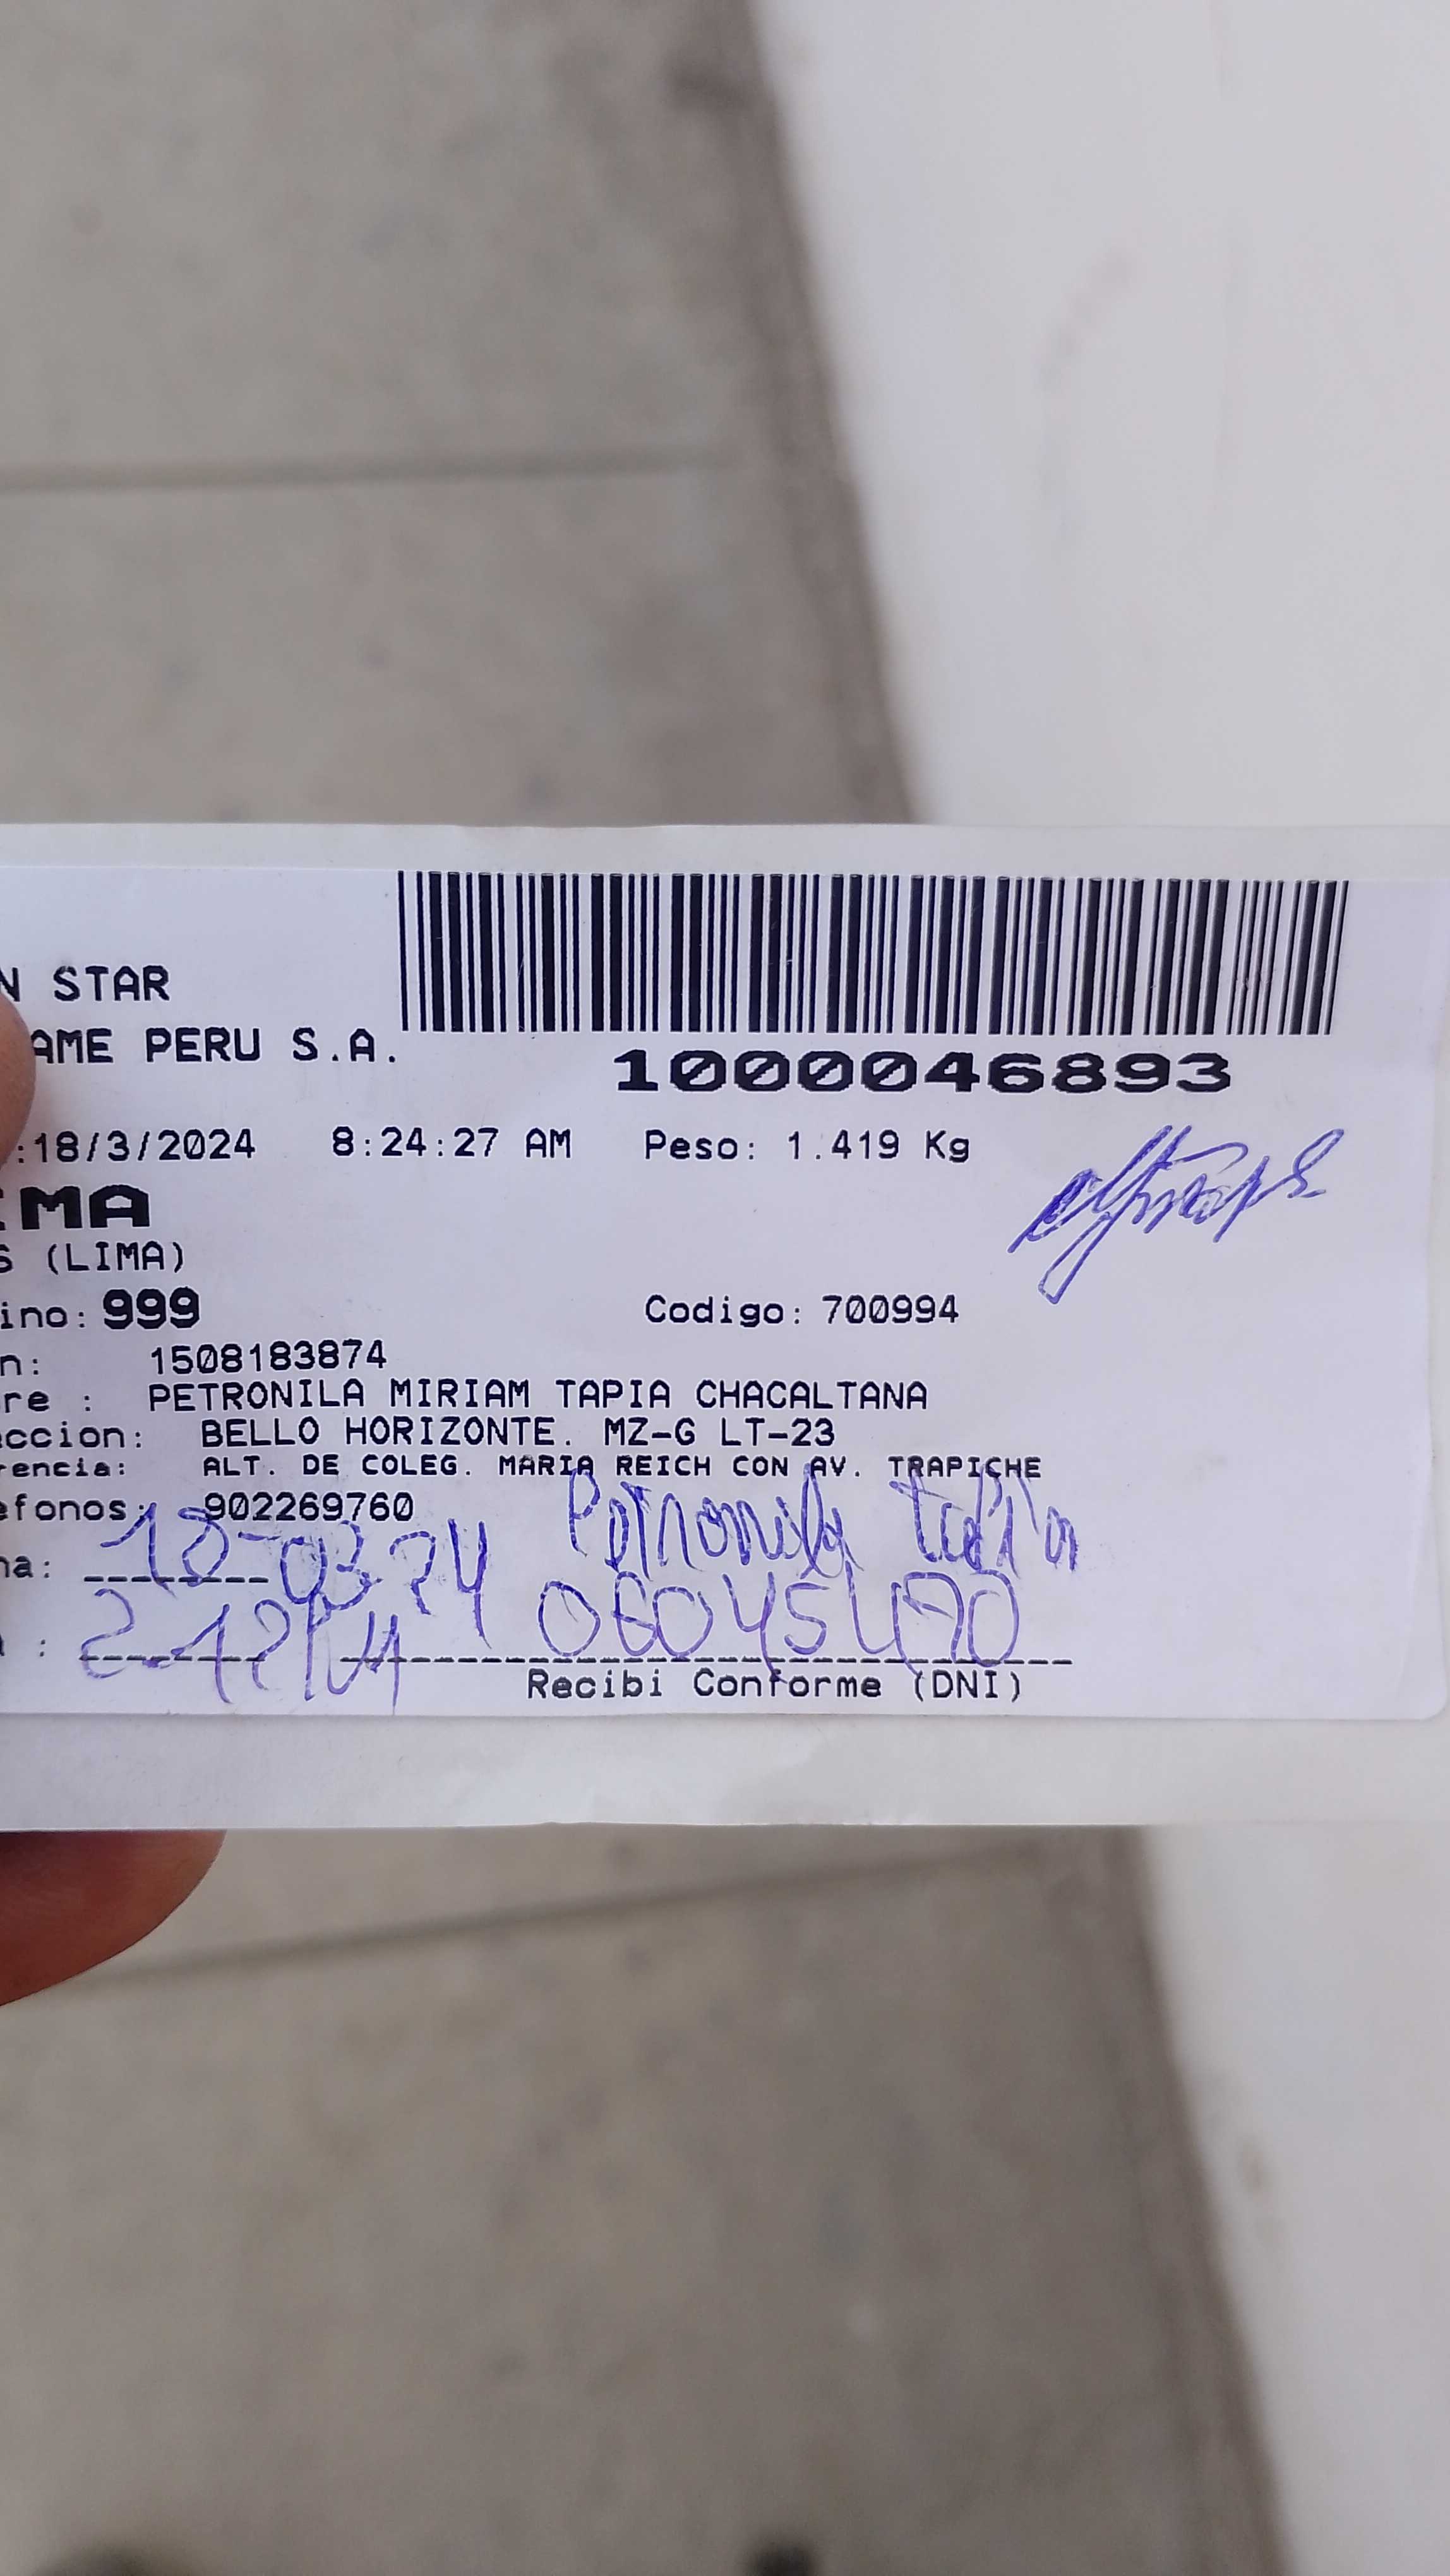 N STAR
AME PERU S.A.
1000046893
:18/3/2024 8:24:27 AM Peso: 1.419 Kg
IMA
S (LIMA)
ino: 999 Codigo: 700994
n: 1508183874
re : PETRONILA MIRIAM TAPIA CHACALTANA
eccion: BELLO HORIZONTE. MZ-G LT-23
rencia: ALT. DE COLEG. MARIA REICH CON AV. TRAPICHE
efonos: 902269760
Petronila tapia
na: 18-03-24
06045470
:
Recibi Conforme (DNI)